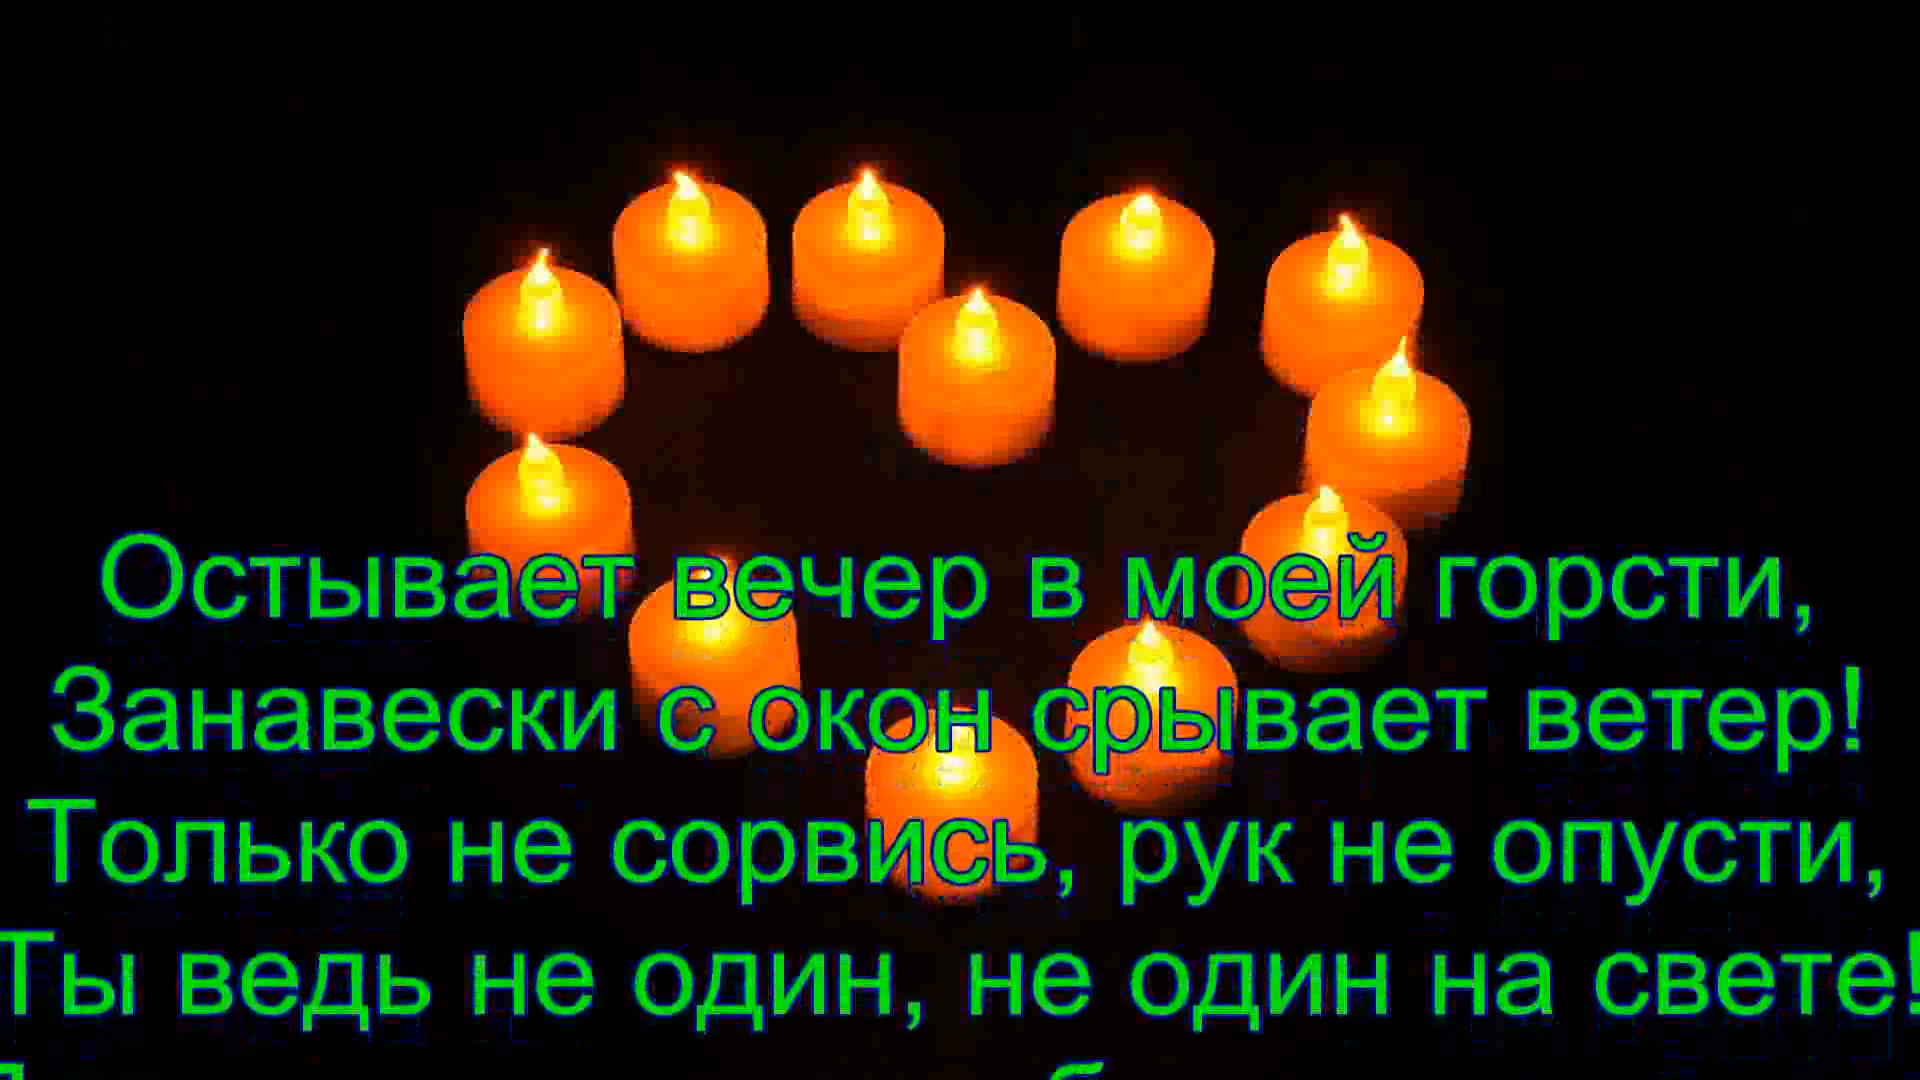 Остывает вечер в моей горсти,
Занавески с окон срывает ветер!
Только не сорвись, рук не опусти,
Ты ведь не один, не один на свете!